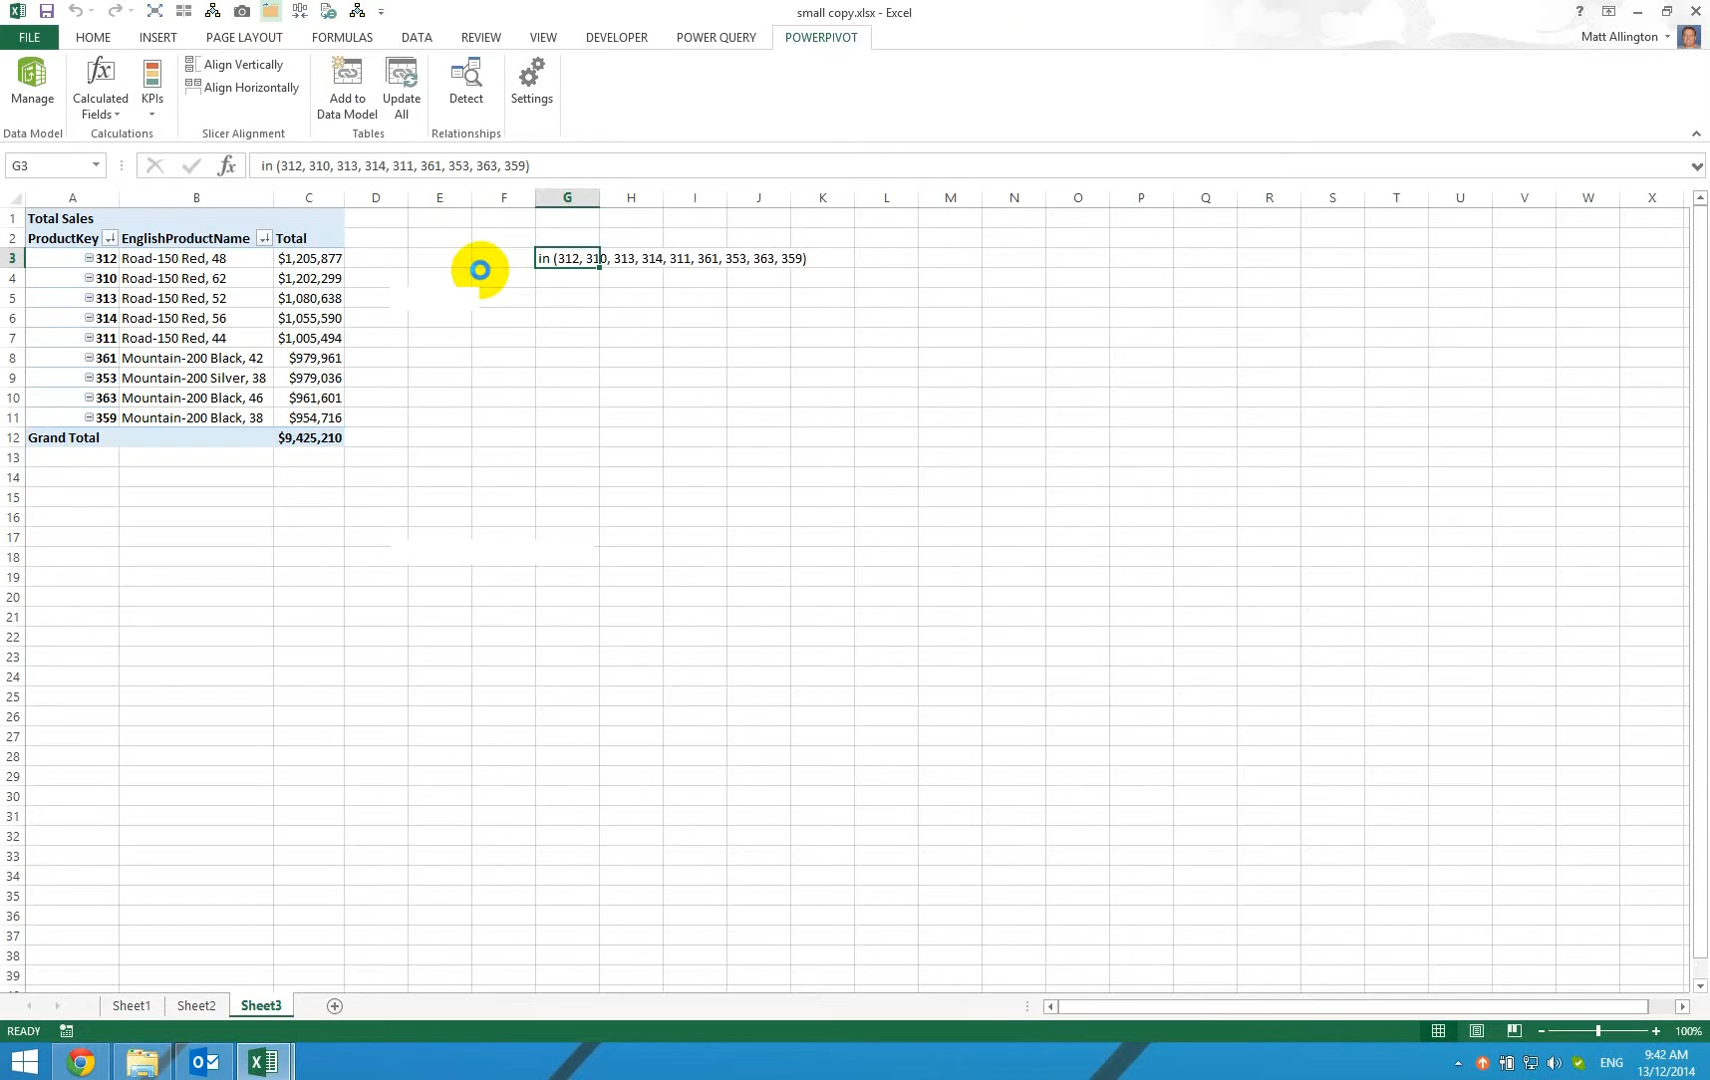 small copy.xlsx - Excel
?
FILE HOME INSERT PAGE LAYOUT FORMULAS DATA REVIEW VIEW DEVELOPER POWER QUERY POWERPIVOT Matt Allington
Manage Calculated Fields KPIs Align Vertically Align Horizontally Add to Data Model Update All Detect Settings
Data Model Calculations Slicer Alignment Tables Relationships
G3 fx in (312, 310, 313, 314, 311, 361, 353, 363, 359)
A B C D E F G H I J K L M N O P Q R S T U V W X
1 Total Sales
2 ProductKey EnglishProductName Total
3 312 Road-150 Red, 48 $1,205,877 in (312, 310, 313, 314, 311, 361, 353, 363, 359)
4 310 Road-150 Red, 62 $1,202,299
5 313 Road-150 Red, 52 $1,080,638
6 314 Road-150 Red, 56 $1,055,590
7 311 Road-150 Red, 44 $1,005,494
8 361 Mountain-200 Black, 42 $979,961
9 353 Mountain-200 Silver, 38 $979,036
10 363 Mountain-200 Black, 46 $961,601
11 359 Mountain-200 Black, 38 $954,716
12 Grand Total $9,425,210
13
14
15
16
17
18
19
20
21
22
23
24
25
26
27
28
29
30
31
32
33
34
35
36
37
38
39
Sheet1 Sheet2 Sheet3
READY 100%
ENG 9:42 AM
13/12/2014